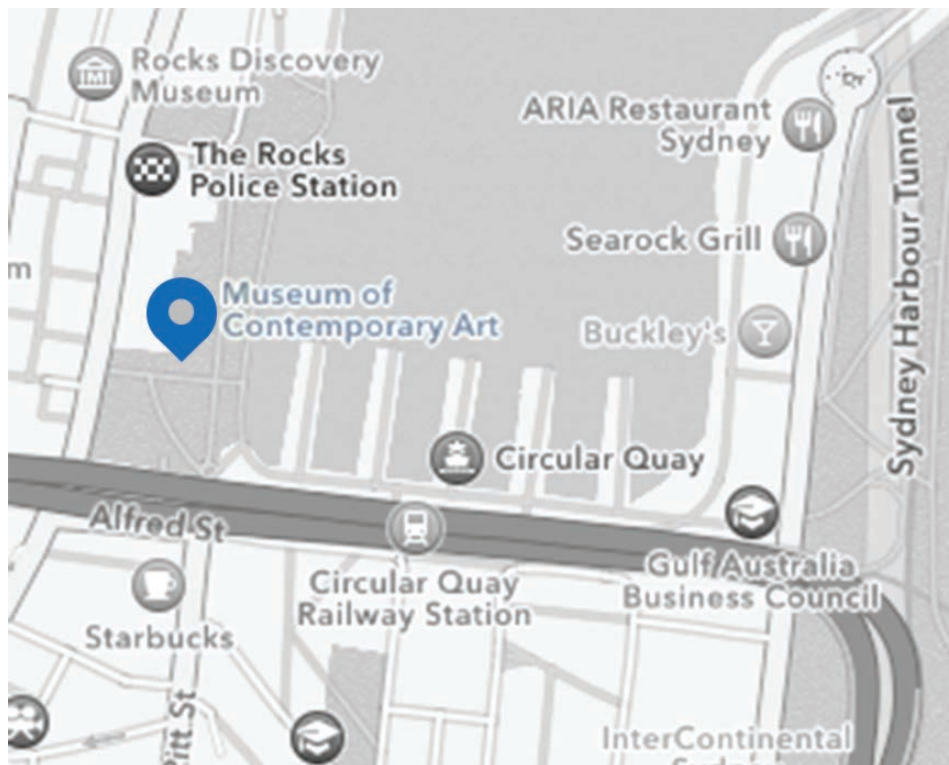 Rocks Discovery
Museum
ARIA Restaurant
Sydney
The Rocks
Police Station
Sydney Harbour Tunnel
Searock Grill
m
Museum of
Contemporary Art
Buckley's
Circular Quay
Alfred St
Gulf Australia
Business Council
Circular Quay
Railway Station
Starbucks
Pitt St
InterContinental